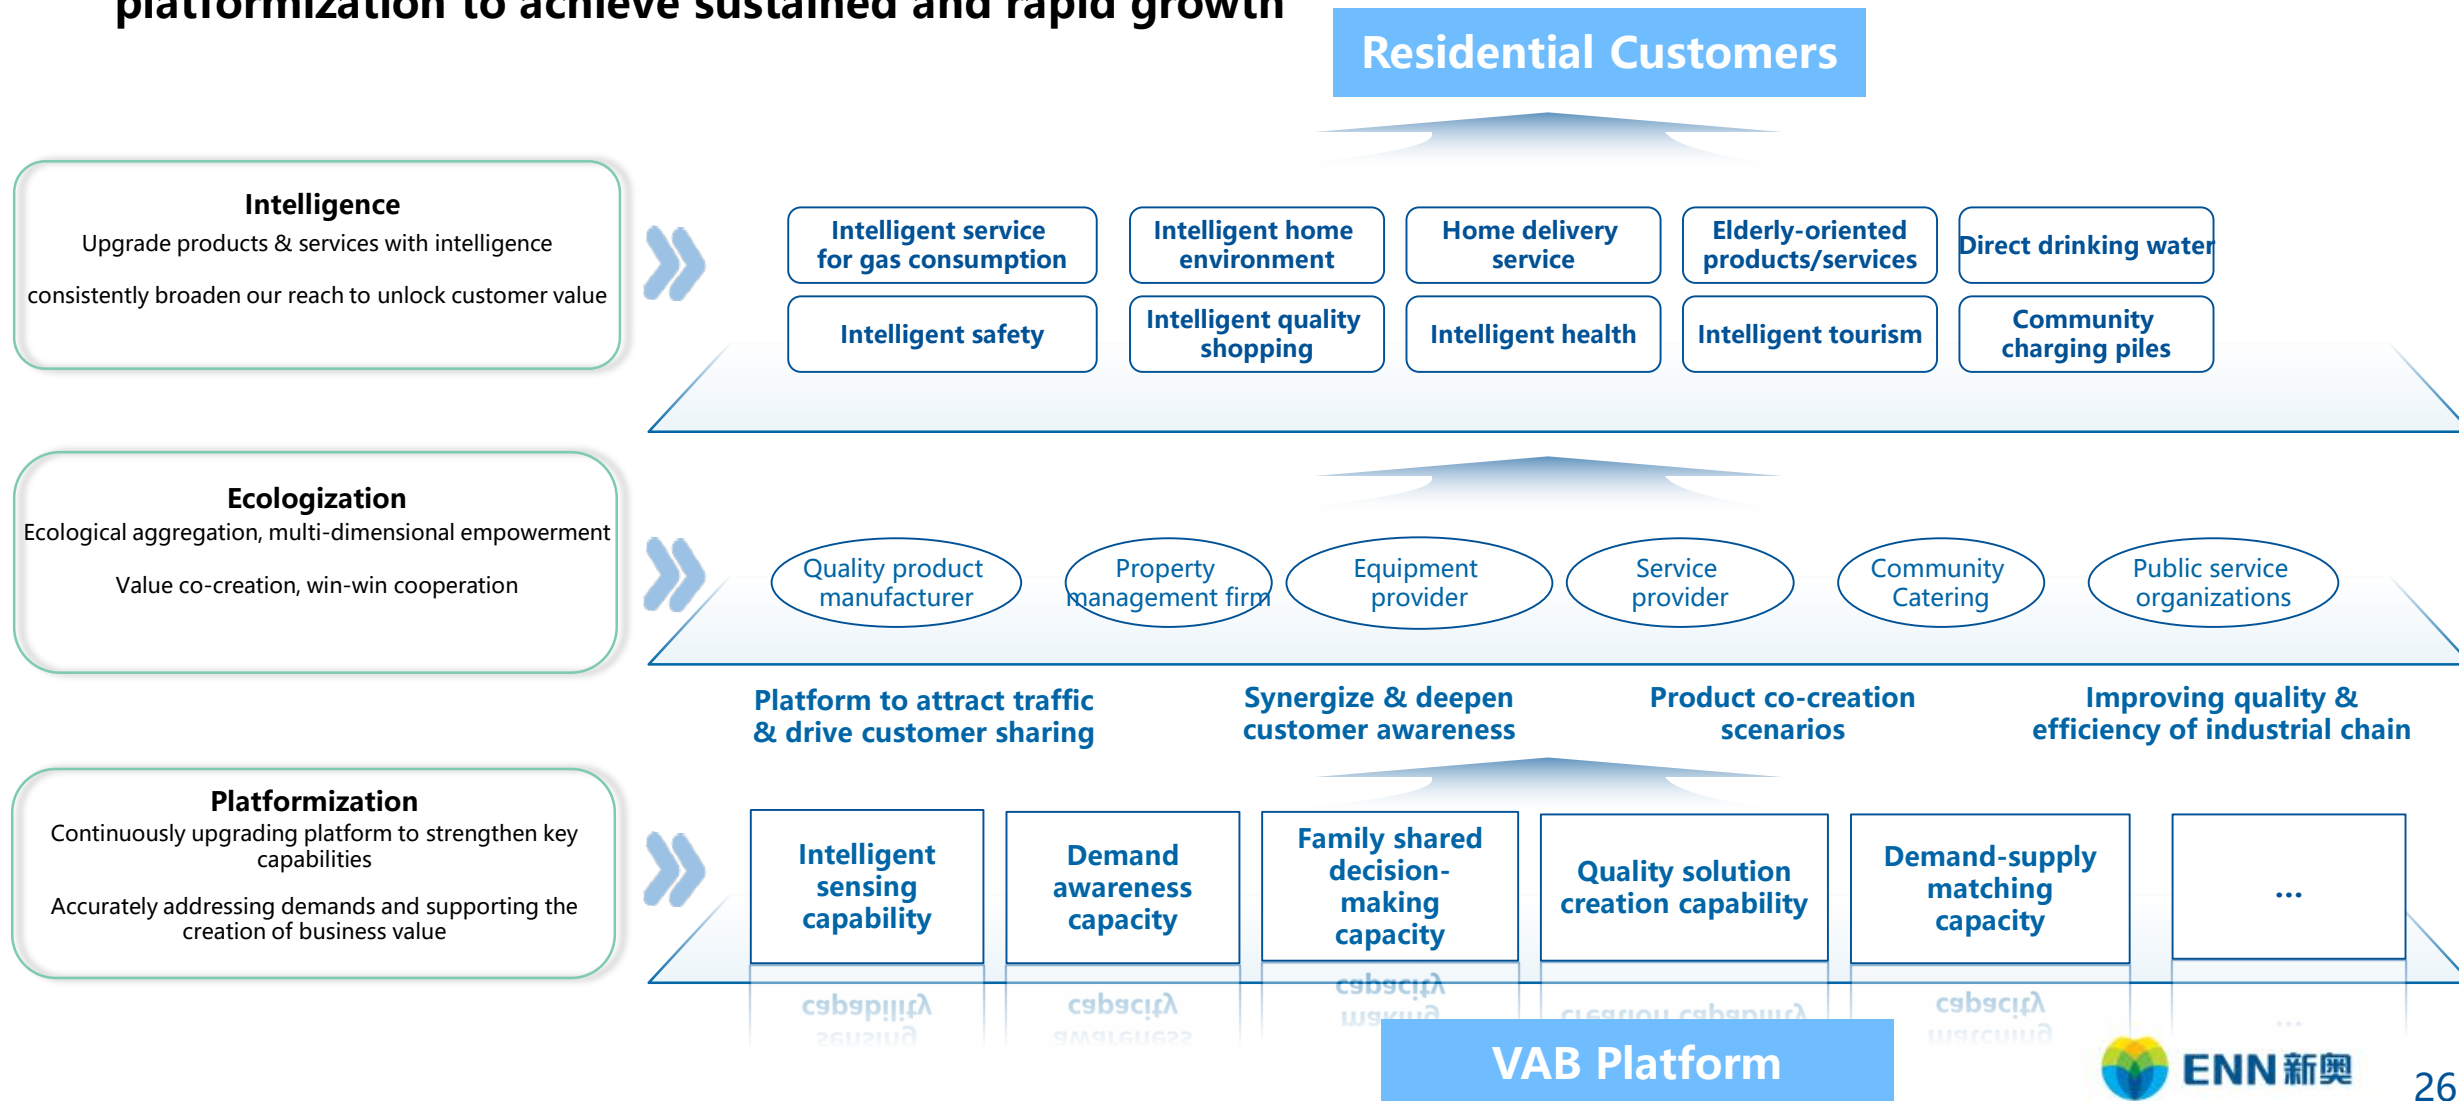 platformization to achieve sustained and rapid growth
Residential Customers
Intelligence
Upgrade products & services with intelligence
consistently broaden our reach to unlock customer value
Intelligent service
for gas consumption
Intelligent home
environment
Home delivery
service
Elderly-oriented
products/services
Direct drinking water
Intelligent safety
Intelligent quality
shopping
Intelligent health
Intelligent tourism
Community
charging piles
Ecologization
Ecological aggregation, multi-dimensional empowerment
Value co-creation, win-win cooperation
Quality product
manufacturer
Property
management firm
Equipment
provider
Service
provider
Community
Catering
Public service
organizations
Platform to attract traffic
& drive customer sharing
Synergize & deepen
customer awareness
Product co-creation
scenarios
Improving quality &
efficiency of industrial chain
Platformization
Continuously upgrading platform to strengthen key
capabilities
Accurately addressing demands and supporting the
creation of business value
Intelligent
sensing
capability
Demand
awareness
capacity
Family shared
decision-
making
capacity
Quality solution
creation capability
Demand-supply
matching
capacity
...
VAB Platform
ENN新奥
26